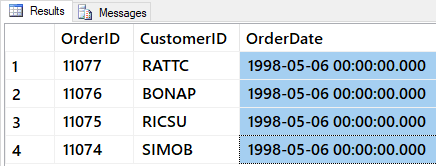 Results Messages
OrderID CustomerID OrderDate
1 11077 RATTC 1998-05-06 00:00:00.000
2 11076 BONAP 1998-05-06 00:00:00.000
3 11075 RICSU 1998-05-06 00:00:00.000
4 11074 SIMOB 1998-05-06 00:00:00.000